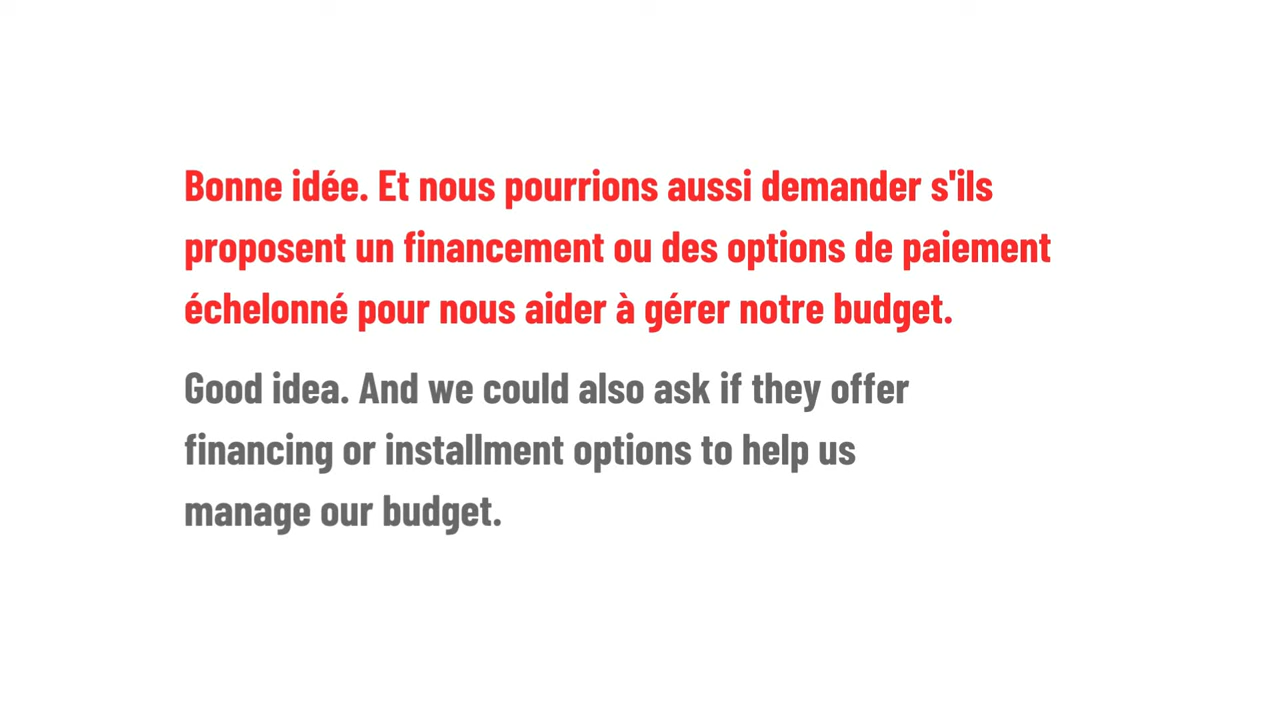 Bonne idée. Et nous pourrions aussi demander s'ils
proposent un financement ou des options de paiement
échelonné pour nous aider à gérer notre budget.
Good idea. And we could also ask if they offer
financing or installment options to help us
manage our budget.